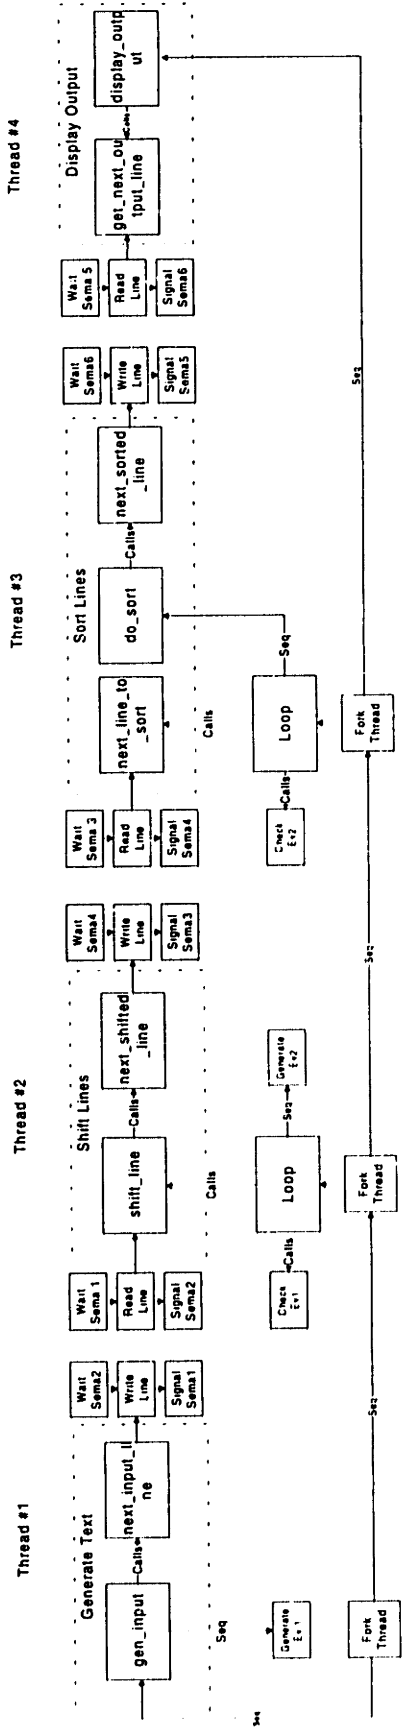 Thread #1
Generate Text
gen_input
Calls
next_input_li
ne
Wait
Sema2
Write
Line
Signal
Sema1
Seq
Generate
Ev 1
Seq
Fork
Thread
Seq
Thread #2
Wait
Sema 1
Read
Line
Signal
Sema2
Shift Lines
shift_line
Calls
next_shifted
_line
Wait
Sema4
Write
Line
Signal
Sema3
Calls
Check
Ev1
Calls
Loop
Seq
Generate
Ev2
Fork
Thread
Seq
Thread #3
Wait
Sema 3
Read
Line
Signal
Sema4
Sort Lines
next_line_to
_sort
do_sort
Calls
next_sorted
_line
Wait
Sema6
Write
Line
Signal
Sema5
Calls
Check
Ev2
Calls
Loop
Seq
Fork
Thread
Seq
Thread #4
Wait
Sema 5
Read
Line
Signal
Sema6
Display Output
get_next_ou
tput_line
Calls
display_outp
ut